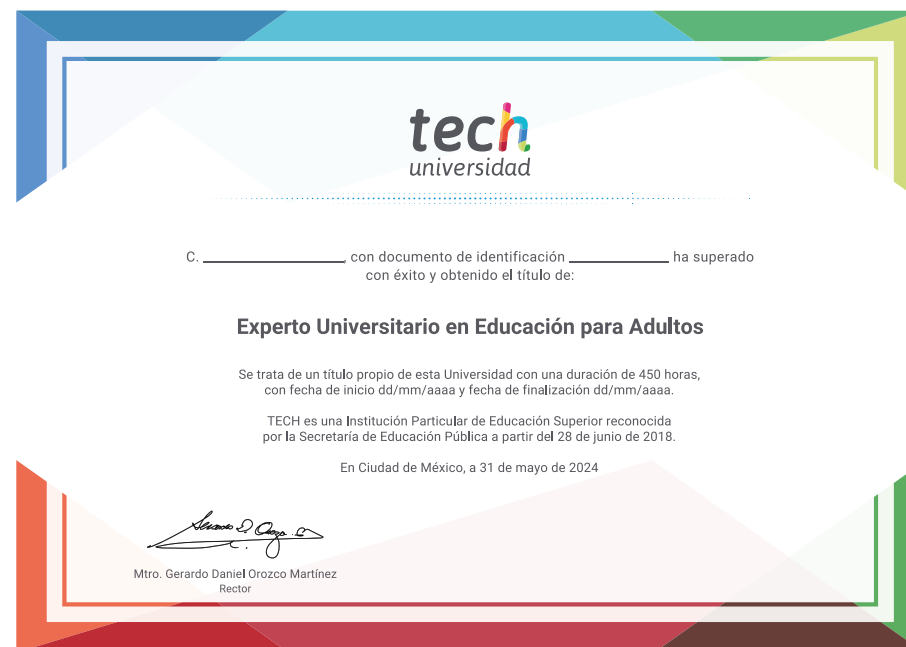 tech
universidad
C. ____________________, con documento de identificación ______________ ha superado
con éxito y obtenido el título de:
Experto Universitario en Educación para Adultos
Se trata de un título propio de esta Universidad con una duración de 450 horas,
con fecha de inicio dd/mm/aaaa y fecha de finalización dd/mm/aaaa.
TECH es una Institución Particular de Educación Superior reconocida
por la Secretaría de Educación Pública a partir del 28 de junio de 2018.
En Ciudad de México, a 31 de mayo de 2024
Mtro. Gerardo Daniel Orozco Martínez
Rector